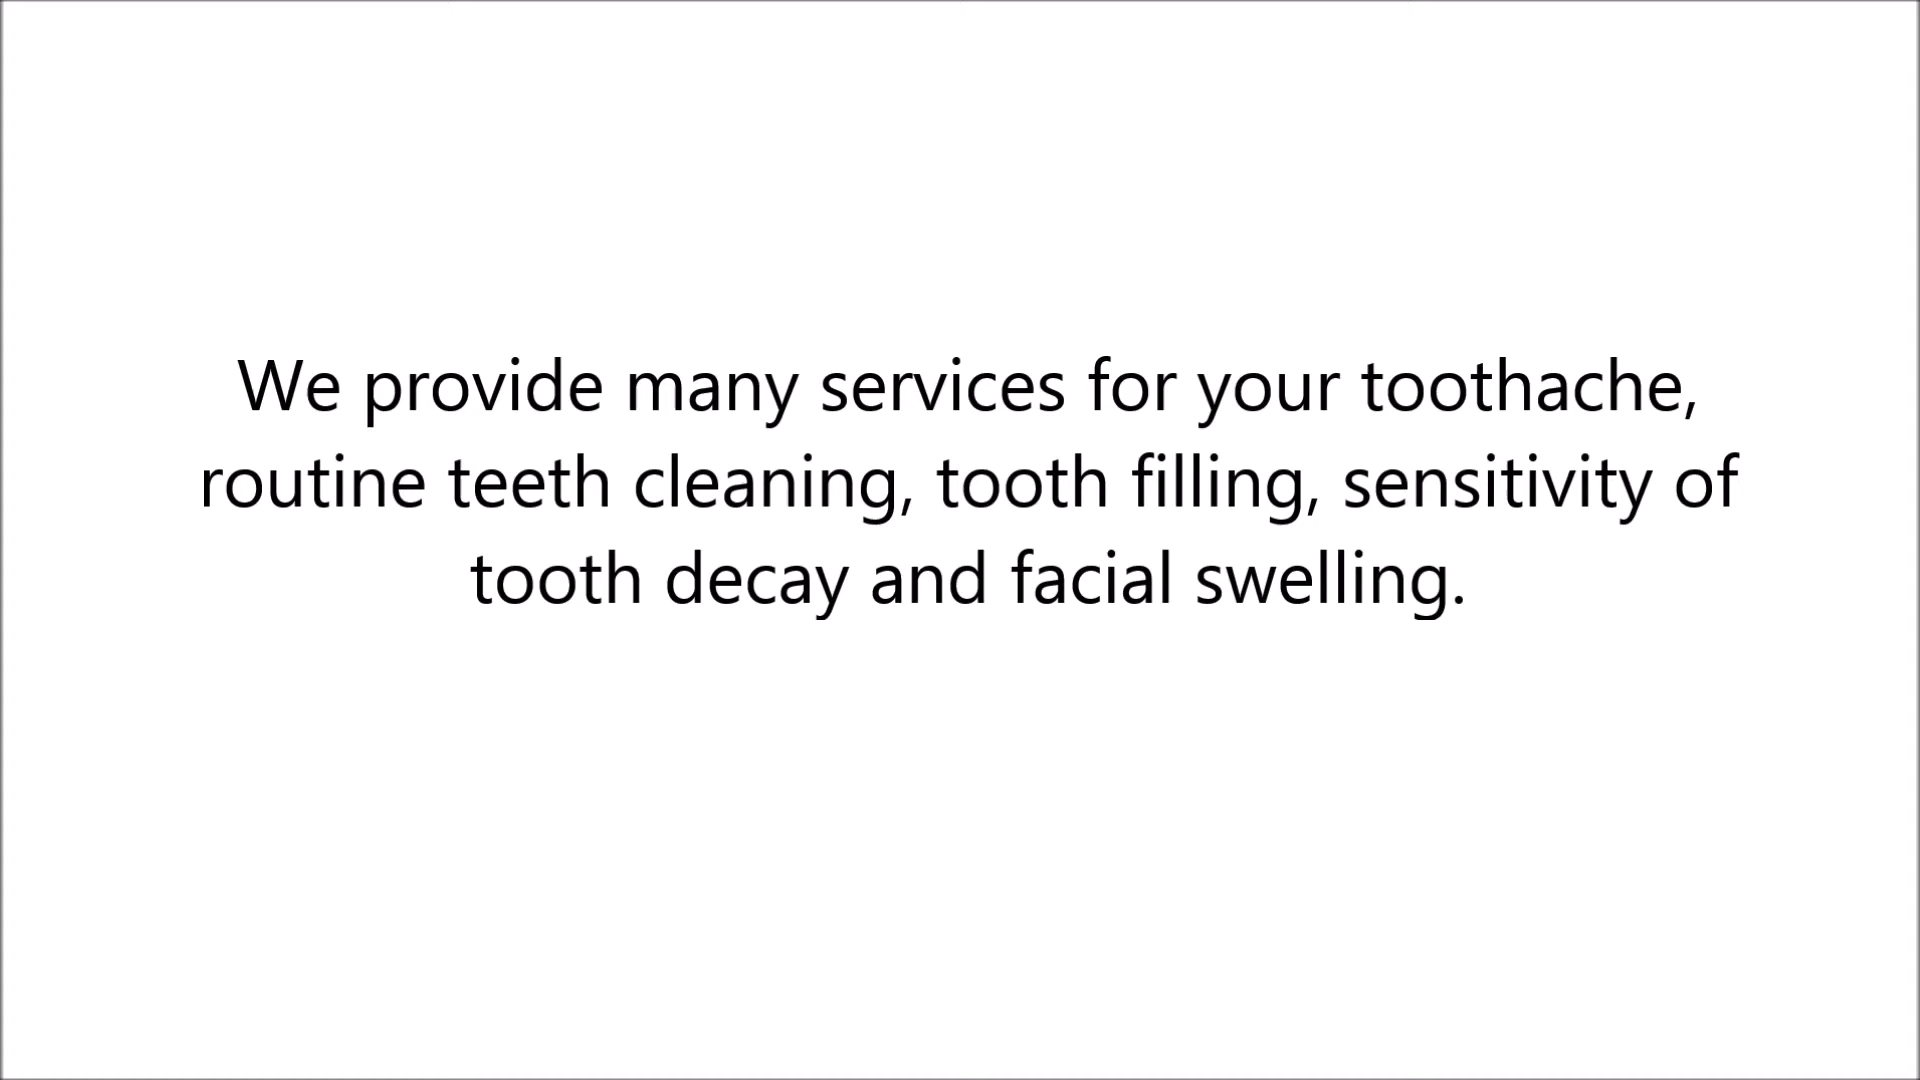 We provide many services for your toothache,
routine teeth cleaning, tooth filling, sensitivity of
tooth decay and facial swelling.